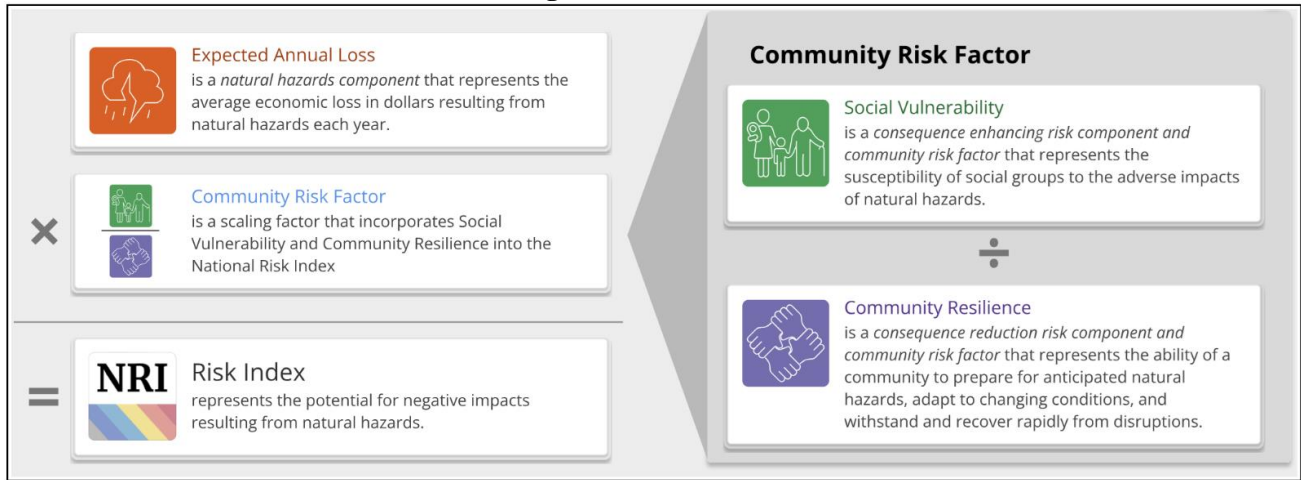 Expected Annual Loss
is a natural hazards component that represents the
average economic loss in dollars resulting from
natural hazards each year.
×
Community Risk Factor
is a scaling factor that incorporates Social
Vulnerability and Community Resilience into the
National Risk Index
=
NRI
Risk Index
represents the potential for negative impacts
resulting from natural hazards.
Community Risk Factor
Social Vulnerability
is a consequence enhancing risk component and
community risk factor that represents the
susceptibility of social groups to the adverse impacts
of natural hazards.
÷
Community Resilience
is a consequence reduction risk component and
community risk factor that represents the ability of a
community to prepare for anticipated natural
hazards, adapt to changing conditions, and
withstand and recover rapidly from disruptions.